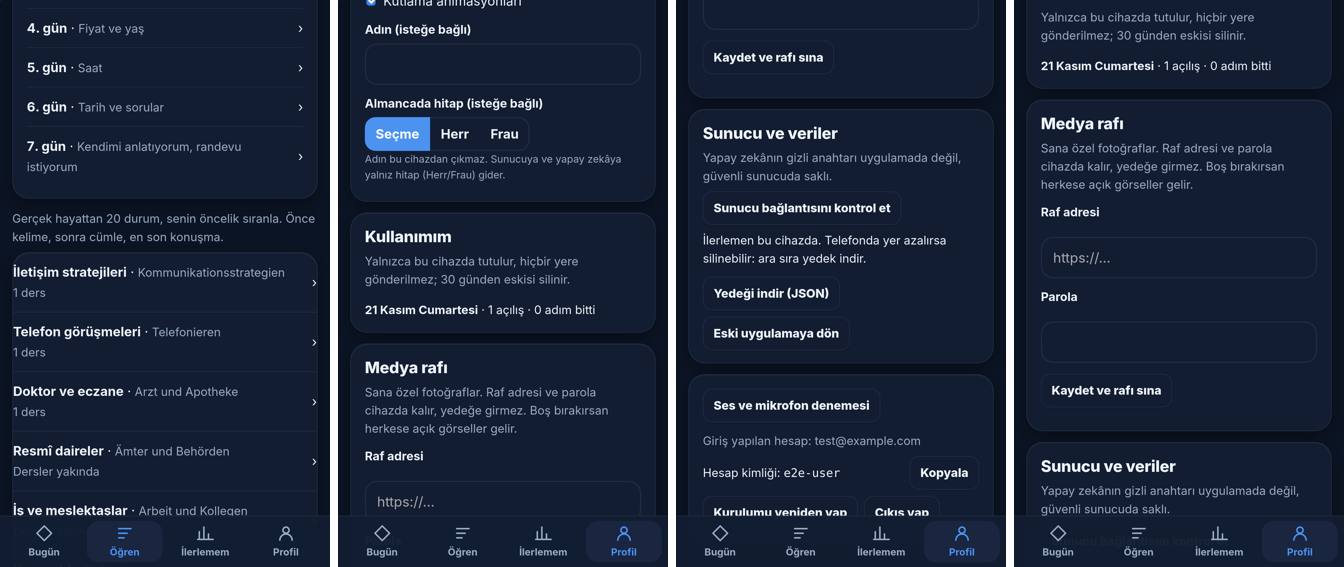 4. gün · Fiyat ve yaş ›
5. gün · Saat ›
6. gün · Tarih ve sorular ›
7. gün · Kendimi anlatıyorum, randevu
istiyorum ›
Gerçek hayattan 20 durum, senin öncelik sıranla. Önce
kelime, sonra cümle, en son konuşma.
İletişim stratejileri · Kommunikationsstrategien
1 ders ›
Telefon görüşmeleri · Telefonieren
1 ders ›
Doktor ve eczane · Arzt und Apotheke
1 ders ›
Resmî daireler · Ämter und Behörden
Dersler yakında ›
İş ve meslektaşlar · Arbeit und Kollegen
Bugün Öğren İlerlemem Profil
Kutlama animasyonları
Adın (isteğe bağlı)
Almancada hitap (isteğe bağlı)
Seçme Herr Frau
Adın bu cihazdan çıkmaz. Sunucuya ve yapay zekâya
yalnız hitap (Herr/Frau) gider.
Kullanımım
Yalnızca bu cihazda tutulur, hiçbir yere
gönderilmez; 30 günden eskisi silinir.
21 Kasım Cumartesi · 1 açılış · 0 adım bitti
Medya rafı
Sana özel fotoğraflar. Raf adresi ve parola
cihazda kalır, yedeğe girmez. Boş bırakırsan
herkese açık görseller gelir.
Raf adresi
https://...
Bugün Öğren İlerlemem Profil
Kaydet ve rafı sına
Sunucu ve veriler
Yapay zekânın gizli anahtarı uygulamada değil,
güvenli sunucuda saklı.
Sunucu bağlantısını kontrol et
İlerlemen bu cihazda. Telefonda yer azalırsa
silinebilir: ara sıra yedek indir.
Yedeği indir (JSON)
Eski uygulamaya dön
Ses ve mikrofon denemesi
Giriş yapılan hesap: test@example.com
Hesap kimliği: e2e-user Kopyala
Kurulumu yeniden yap Çıkış yap
Bugün Öğren İlerlemem Profil
Yalnızca bu cihazda tutulur, hiçbir yere
gönderilmez; 30 günden eskisi silinir.
21 Kasım Cumartesi · 1 açılış · 0 adım bitti
Medya rafı
Sana özel fotoğraflar. Raf adresi ve parola
cihazda kalır, yedeğe girmez. Boş bırakırsan
herkese açık görseller gelir.
Raf adresi
https://...
Parola
Kaydet ve rafı sına
Sunucu ve veriler
Yapay zekânın gizli anahtarı uygulamada değil,
güvenli sunucuda saklı.
Bugün Öğren İlerlemem Profil